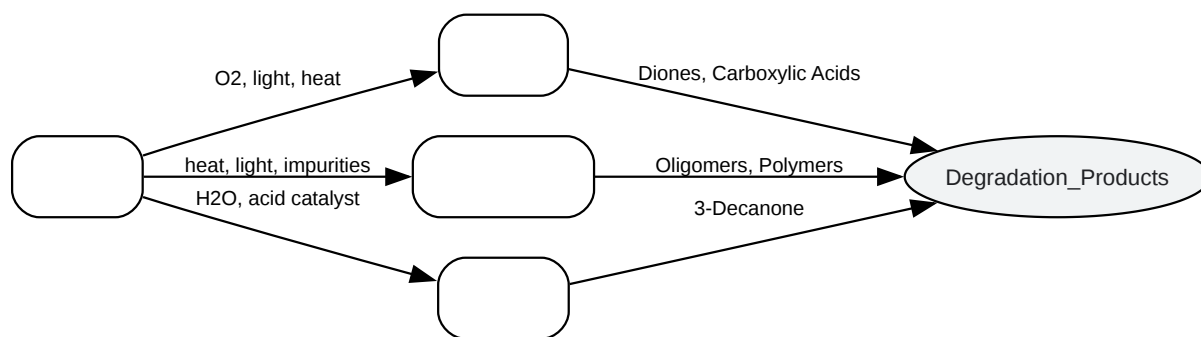 O2, light, heat
Diones, Carboxylic Acids
heat, light, impurities
Oligomers, Polymers
Degradation_Products
H2O, acid catalyst
3-Decanone